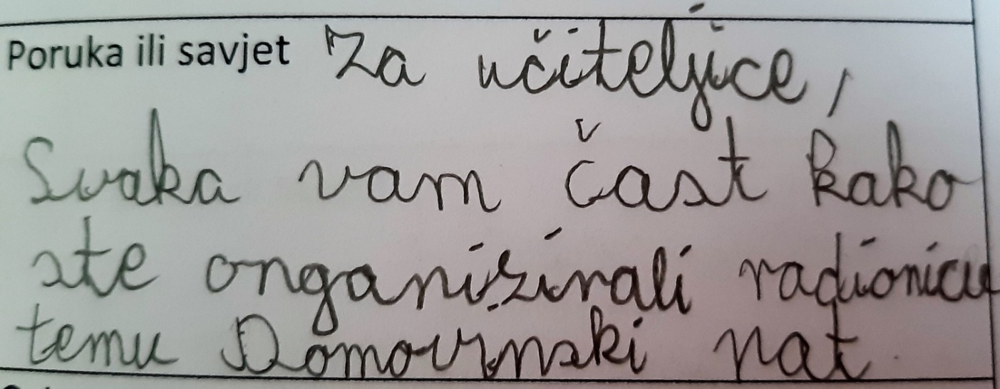 Poruka ili savjet Za učiteljice,
Svaka vam čast kako
ste organizirali radionicu
temu Domovinski rat.